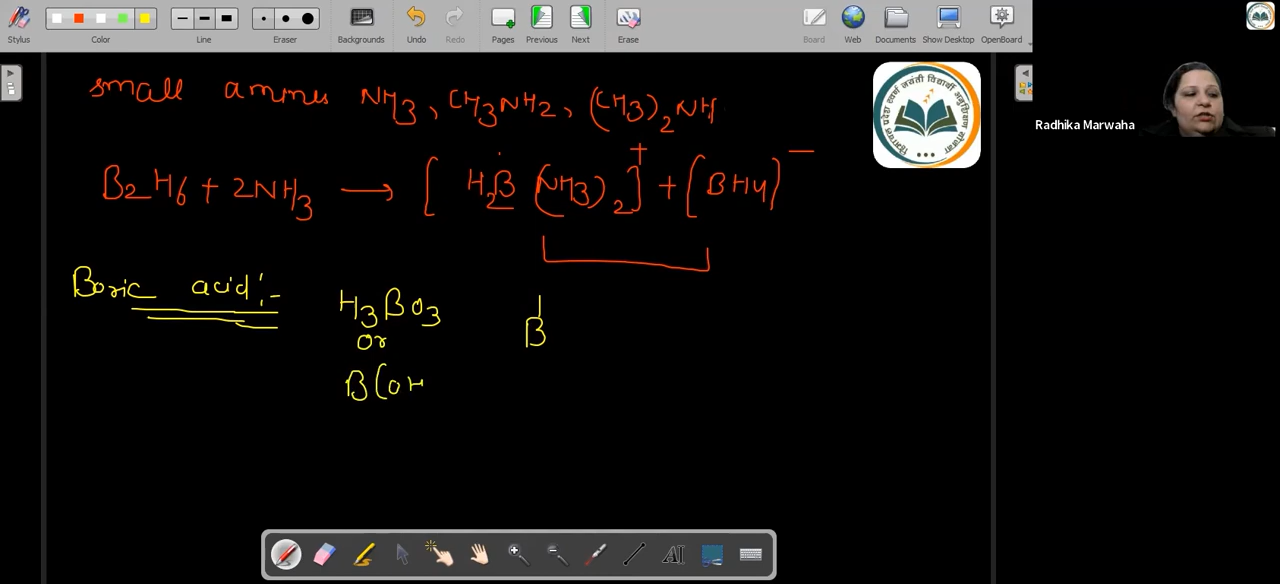 Stylus Color Line Eraser Backgrounds Undo Redo Pages Previous Next Erase Board Web Documents Show Desktop OpenBoard
small amines NH3, CH3NH2, (CH3)2NH
B2H6 + 2NH3 → [H2B(NH3)2]+ + [BH4]-
Boric acid:-
H3BO3
or
B(OH
B
Radhika Marwaha
AI